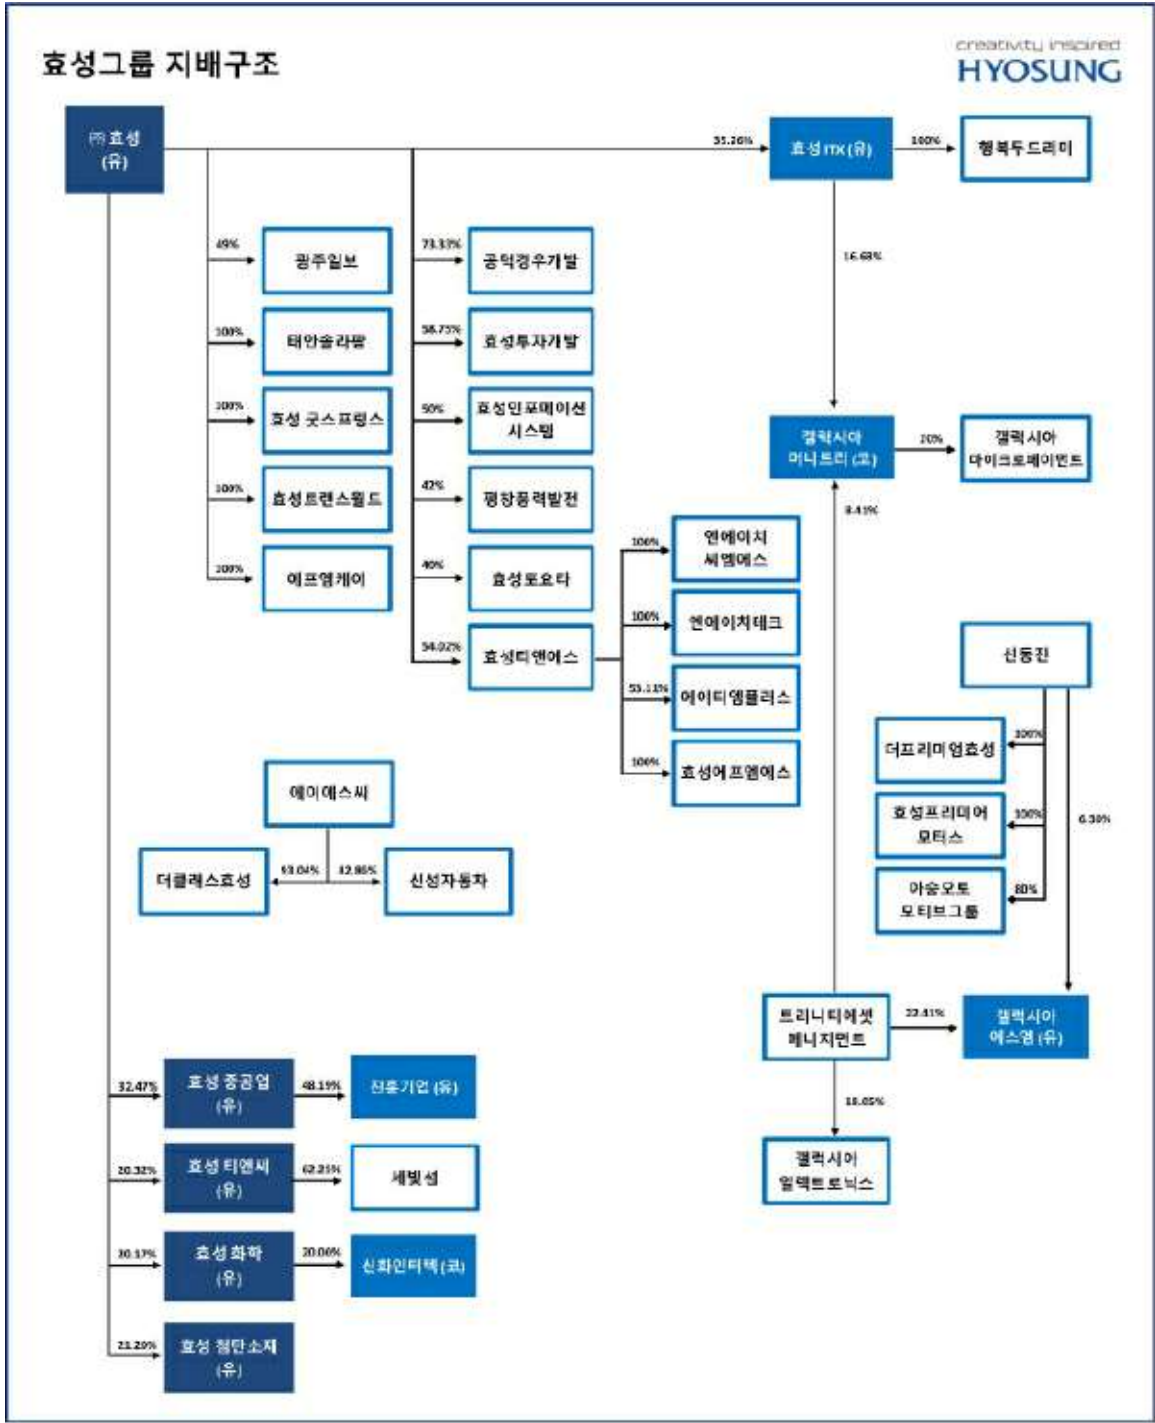 효성그룹 지배구조
creativity inspired
HYOSUNG
㈜효성
(유)
35.26%
효성 ITX (유)
100%
행복두드리미
49%
광주일보
73.33%
공덕경우개발
16.68%
100%
태안솔라팜
58.75%
효성투자개발
100%
효성 굿스프링스
50%
효성인포메이션
시스템
갤럭시아
머니트리 (코)
20%
갤럭시아
마이크로페이먼트
100%
효성트랜스월드
42%
평창풍력발전
8.41%
100%
엔에이치
씨엠에스
100%
에프엠케이
40%
효성토요타
100%
엔에이치테크
54.02%
효성티앤에스
신동진
55.11%
에이티엠플러스
100%
더프리미엄효성
100%
효성에프엠에스
에이에스씨
100%
효성프리미어
모터스
6.30%
더클래스효성
93.04%
42.86%
신성자동차
80%
아승오토
모티브그룹
트리니티에셋
메니지먼트
22.41%
갤럭시아
에스엠 (유)
32.47%
효성 중공업
(유)
48.19%
진흥기업 (유)
갤럭시아
일렉트로닉스
20.32%
효성 티앤씨
(유)
62.25%
세빛섬
20.17%
효성 화학
(유)
신화인터텍 (코)
효성 첨단소재
(유)